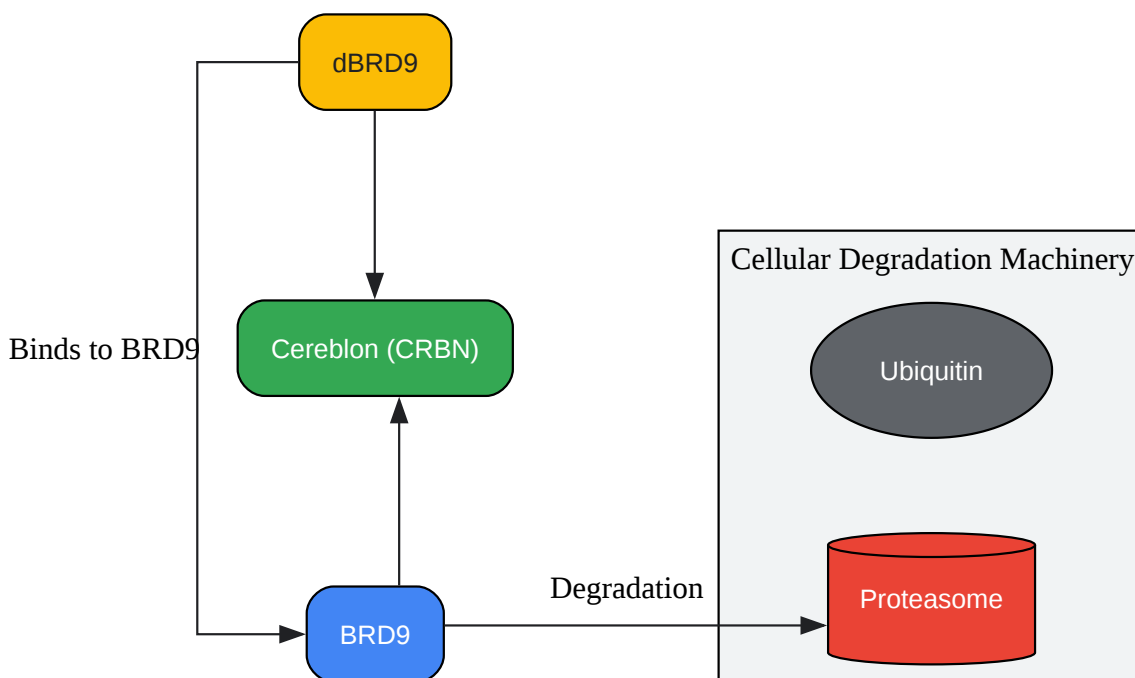 dBRD9
Cellular Degradation Machinery
Binds to BRD9
Cereblon (CRBN)
Ubiquitin
Degradation
Proteasome
BRD9